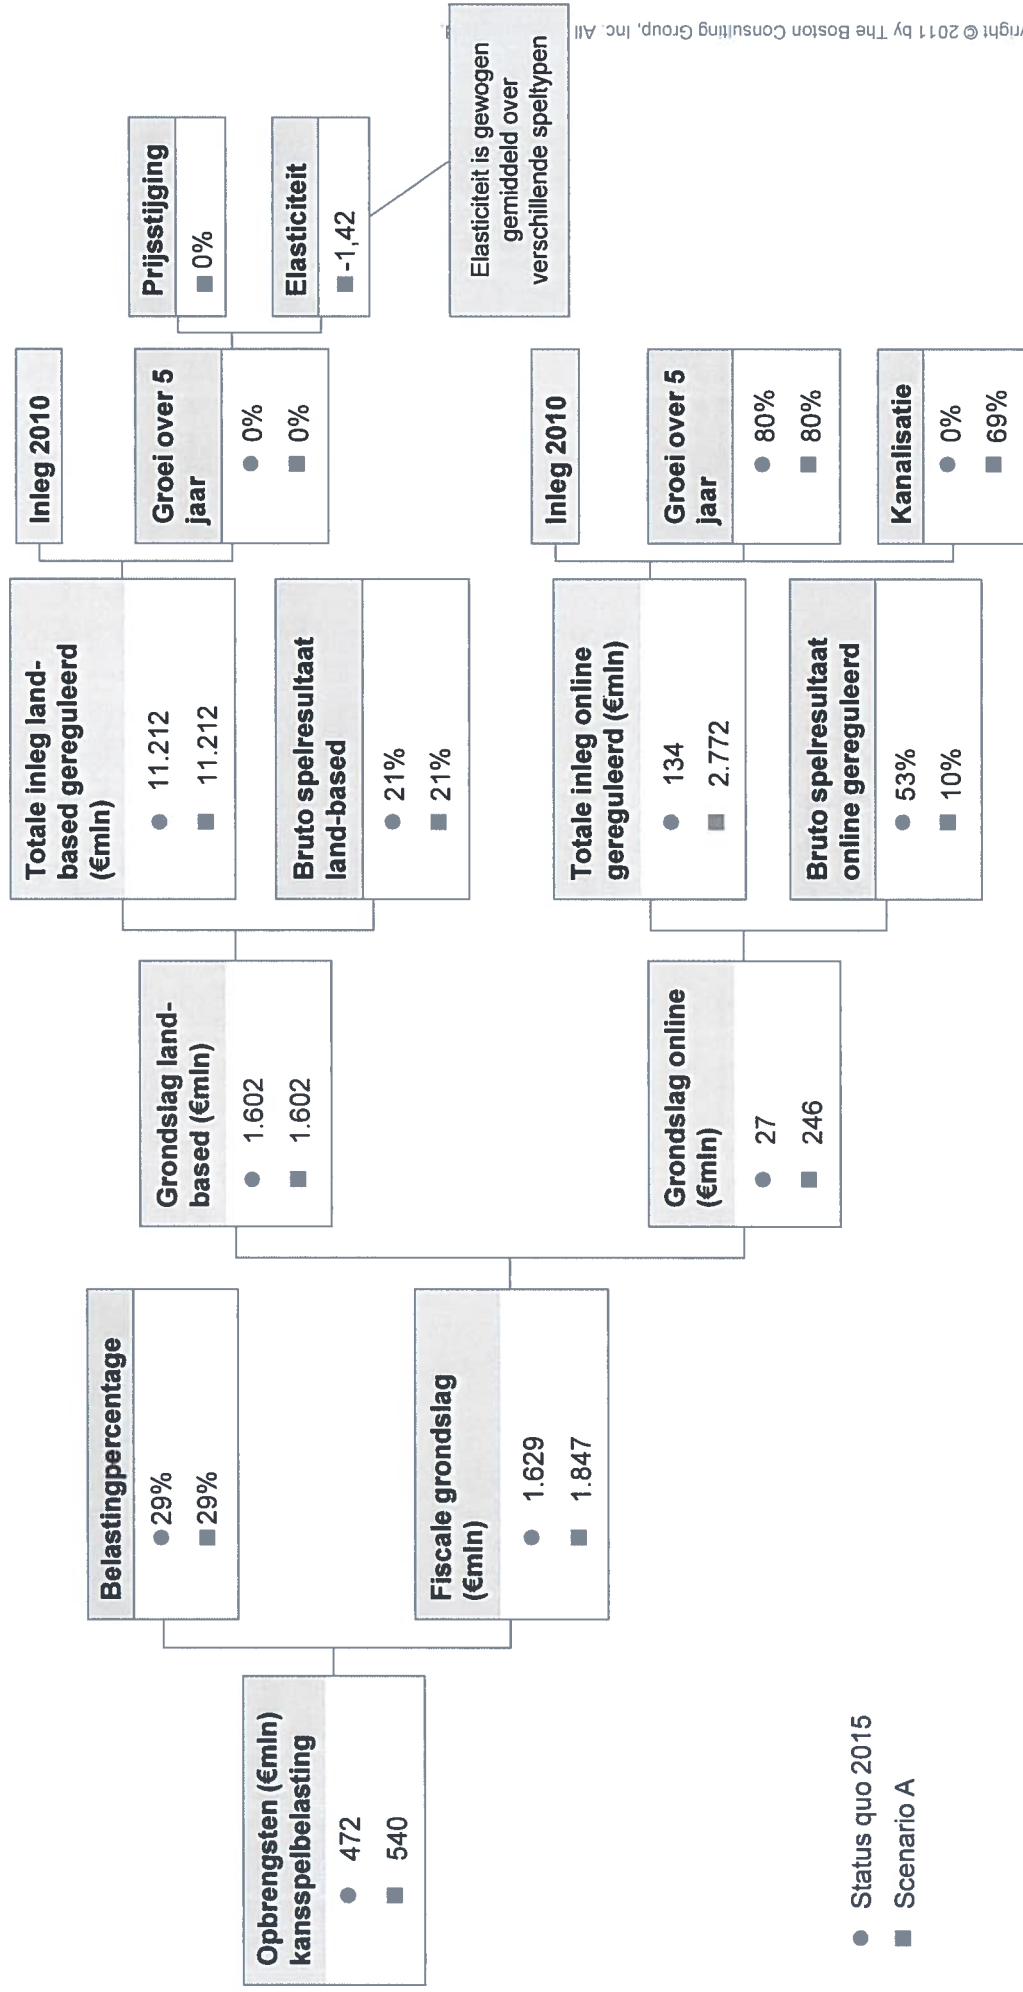 Opbrengsten (€mln)
kansspelbelasting
472
540
Belastingpercentage
29%
29%
Fiscale grondslag
(€mln)
1.629
1.847
Grondslag land-
based (€mln)
1.602
1.602
Grondslag online
(€mln)
27
246
Totale inleg land-
based gereguleerd
(€mln)
11.212
11.212
Bruto spelresultaat
land-based
21%
21%
Totale inleg online
gereguleerd (€mln)
134
2.772
Bruto spelresultaat
online gereguleerd
53%
10%
Inleg 2010
Groei over 5
jaar
0%
0%
Inleg 2010
Groei over 5
jaar
80%
80%
Kanalisatie
0%
69%
Prijsstijging
0%
Elasticiteit
-1,42
Elasticiteit is gewogen
gemiddeld over
verschillende speltypen
Status quo 2015
Scenario A
right © 2011 by The Boston Consulting Group, Inc. All